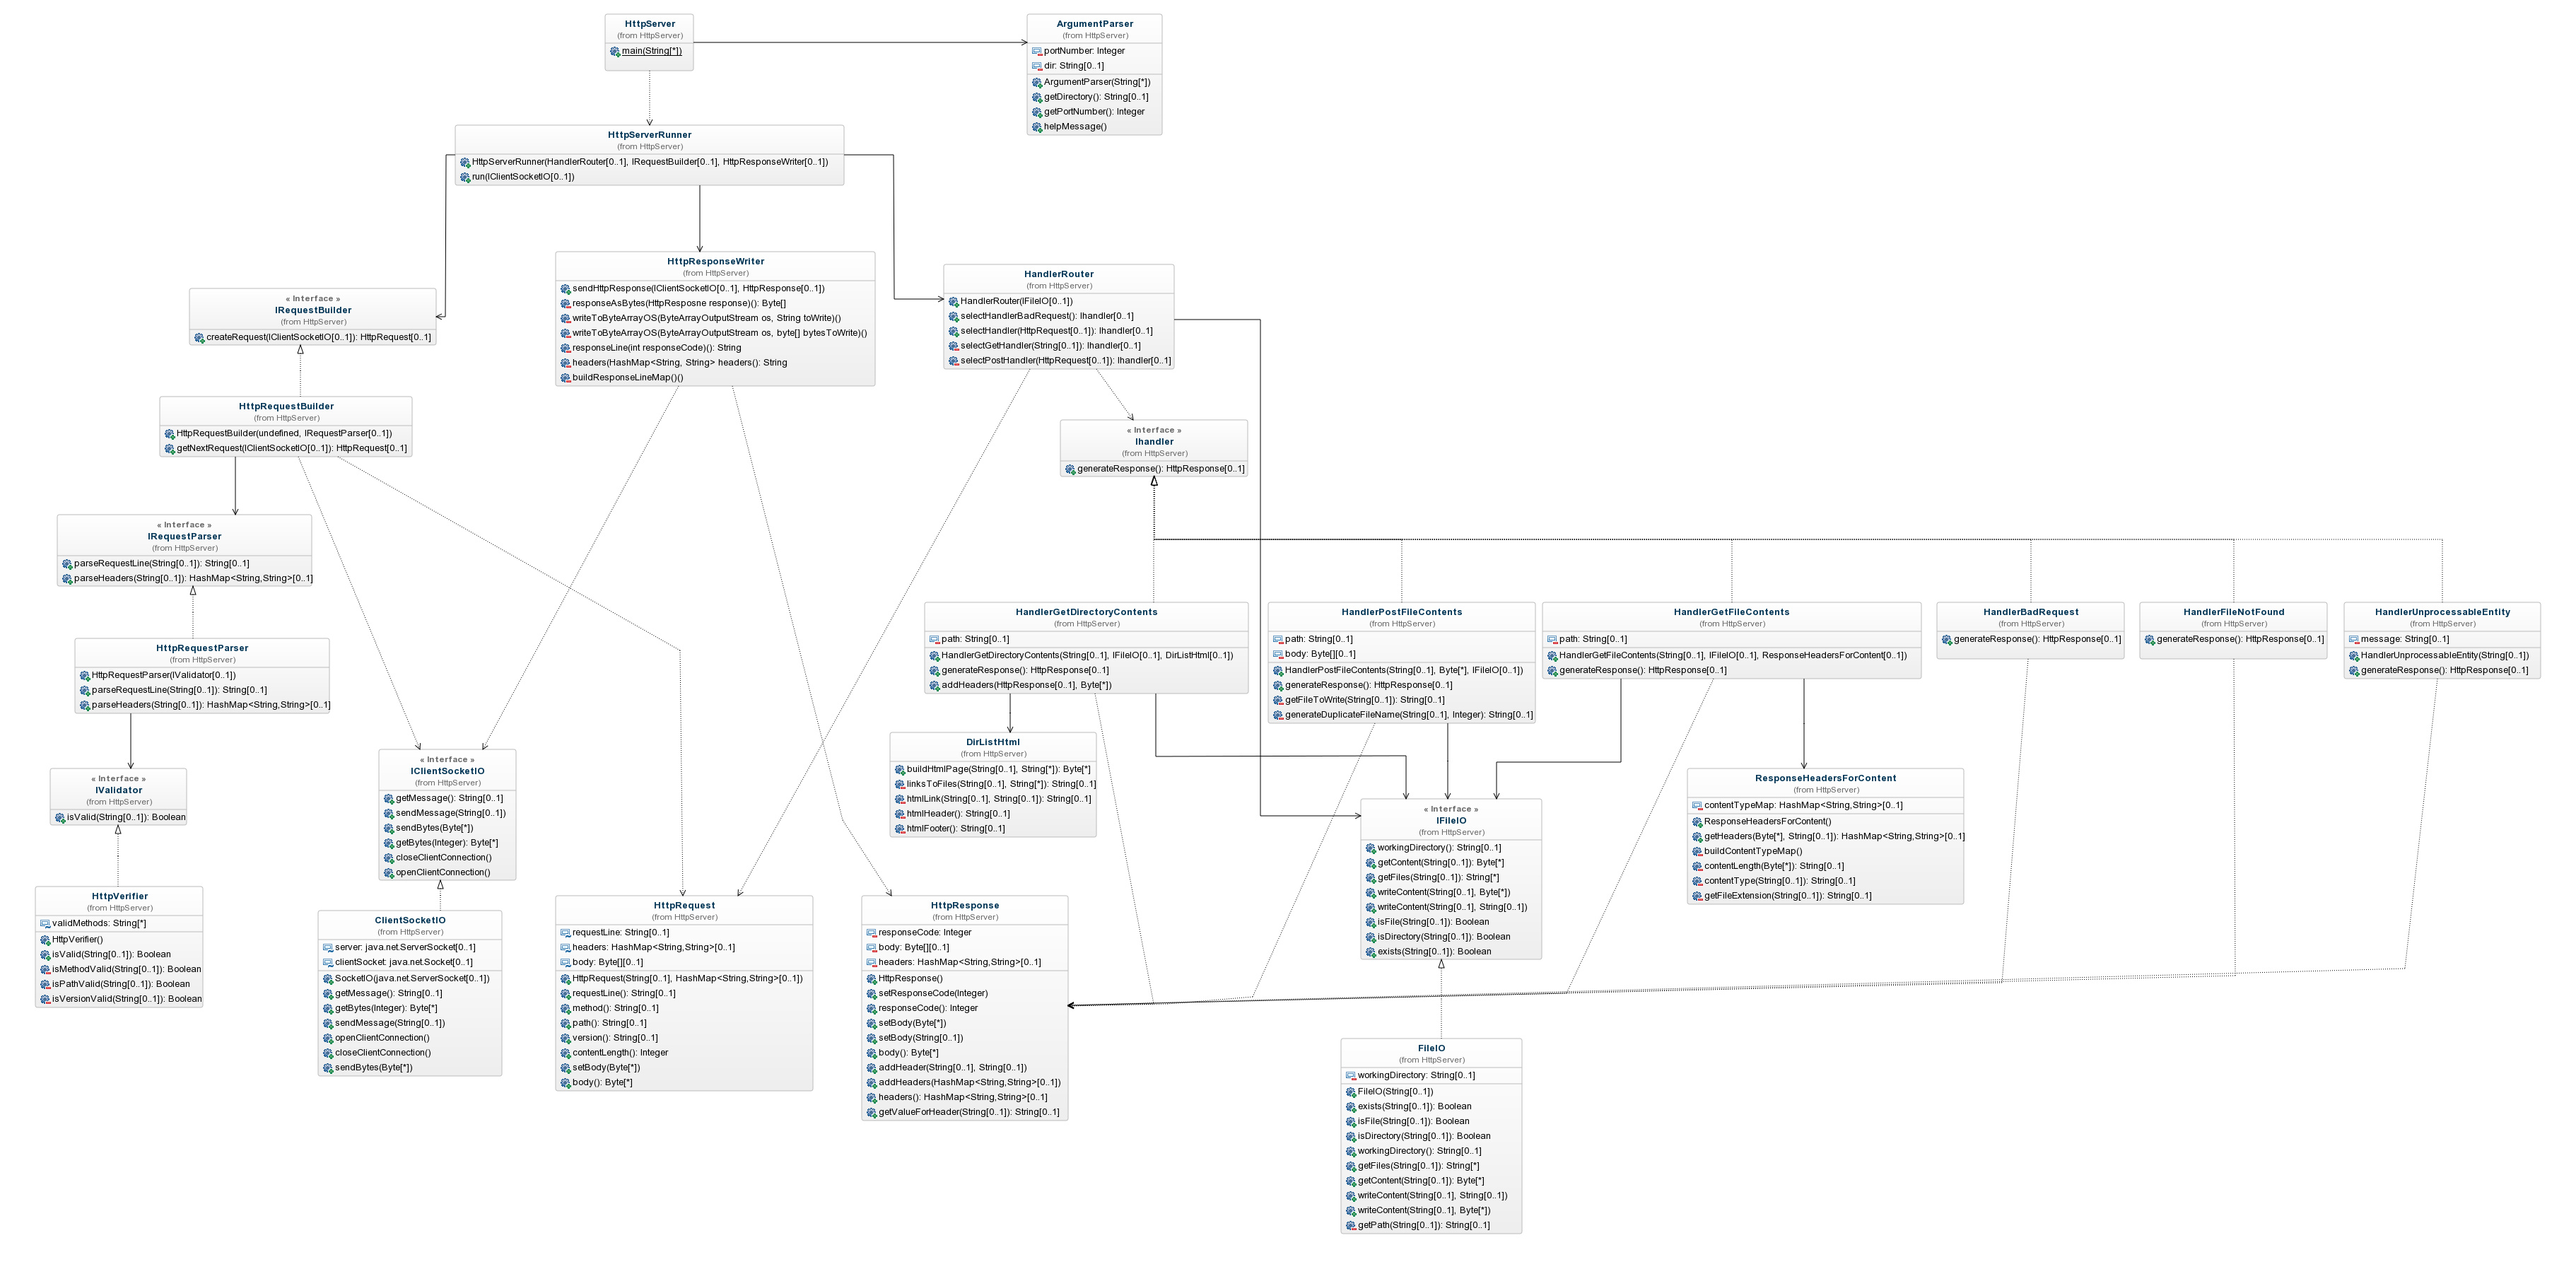 HttpServer
(from HttpServer)
main(String[*])
ArgumentParser
(from HttpServer)
portNumber: Integer
dir: String[0..1]
ArgumentParser(String[*])
getDirectory(): String[0..1]
getPortNumber(): Integer
helpMessage()
HttpServerRunner
(from HttpServer)
HttpServerRunner(HandlerRouter[0..1], IRequestBuilder[0..1], HttpResponseWriter[0..1])
run(IClientSocketIO[0..1])
HttpResponseWriter
(from HttpServer)
sendHttpResponse(IClientSocketIO[0..1], HttpResponse[0..1])
responseAsBytes(HttpResposne response)(): Byte[]
writeToByteArrayOS(ByteArrayOutputStream os, String toWrite)()
writeToByteArrayOS(ByteArrayOutputStream os, byte[] bytesToWrite)()
responseLine(int responseCode)(): String
headers(HashMap<String, String> headers(): String
buildResponseLineMap()()
HandlerRouter
(from HttpServer)
HandlerRouter(IFileIO[0..1])
selectHandlerBadRequest(): Ihandler[0..1]
selectHandler(HttpRequest[0..1]): Ihandler[0..1]
selectGetHandler(String[0..1]): Ihandler[0..1]
selectPostHandler(HttpRequest[0..1]): Ihandler[0..1]
« Interface »
IRequestBuilder
(from HttpServer)
createRequest(IClientSocketIO[0..1]): HttpRequest[0..1]
HttpRequestBuilder
(from HttpServer)
HttpRequestBuilder(undefined, IRequestParser[0..1])
getNextRequest(IClientSocketIO[0..1]): HttpRequest[0..1]
« Interface »
Ihandler
(from HttpServer)
generateResponse(): HttpResponse[0..1]
« Interface »
IRequestParser
(from HttpServer)
parseRequestLine(String[0..1]): String[0..1]
parseHeaders(String[0..1]): HashMap<String,String>[0..1]
HttpRequestParser
(from HttpServer)
HttpRequestParser(IValidator[0..1])
parseRequestLine(String[0..1]): String[0..1]
parseHeaders(String[0..1]): HashMap<String,String>[0..1]
HandlerGetDirectoryContents
(from HttpServer)
path: String[0..1]
HandlerGetDirectoryContents(String[0..1], IFileIO[0..1], DirListHtml[0..1])
generateResponse(): HttpResponse[0..1]
addHeaders(HttpResponse[0..1], Byte[*])
HandlerPostFileContents
(from HttpServer)
path: String[0..1]
body: Byte[][0..1]
HandlerPostFileContents(String[0..1], Byte[*], IFileIO[0..1])
generateResponse(): HttpResponse[0..1]
getFileToWrite(String[0..1]): String[0..1]
generateDuplicateFileName(String[0..1], Integer): String[0..1]
HandlerGetFileContents
(from HttpServer)
path: String[0..1]
HandlerGetFileContents(String[0..1], IFileIO[0..1], ResponseHeadersForContent[0..1])
generateResponse(): HttpResponse[0..1]
HandlerBadRequest
(from HttpServer)
generateResponse(): HttpResponse[0..1]
HandlerFileNotFound
(from HttpServer)
generateResponse(): HttpResponse[0..1]
HandlerUnprocessableEntity
(from HttpServer)
message: String[0..1]
HandlerUnprocessableEntity(String[0..1])
generateResponse(): HttpResponse[0..1]
« Interface »
IValidator
(from HttpServer)
isValid(String[0..1]): Boolean
« Interface »
IClientSocketIO
(from HttpServer)
getMessage(): String[0..1]
sendMessage(String[0..1])
sendBytes(Byte[*])
getBytes(Integer): Byte[*]
closeClientConnection()
openClientConnection()
DirListHtml
(from HttpServer)
buildHtmlPage(String[0..1], String[*]): Byte[*]
linksToFiles(String[0..1], String[*]): String[0..1]
htmlLink(String[0..1], String[0..1]): String[0..1]
htmlHeader(): String[0..1]
htmlFooter(): String[0..1]
« Interface »
IFileIO
(from HttpServer)
workingDirectory(): String[0..1]
getContent(String[0..1]): Byte[*]
getFiles(String[0..1]): String[*]
writeContent(String[0..1], Byte[*])
writeContent(String[0..1], String[0..1])
isFile(String[0..1]): Boolean
isDirectory(String[0..1]): Boolean
exists(String[0..1]): Boolean
ResponseHeadersForContent
(from HttpServer)
contentTypeMap: HashMap<String,String>[0..1]
ResponseHeadersForContent()
getHeaders(Byte[*], String[0..1]): HashMap<String,String>[0..1]
buildContentTypeMap()
contentLength(Byte[*]): String[0..1]
contentType(String[0..1]): String[0..1]
getFileExtension(String[0..1]): String[0..1]
HttpVerifier
(from HttpServer)
validMethods: String[*]
HttpVerifier()
isValid(String[0..1]): Boolean
isMethodValid(String[0..1]): Boolean
isPathValid(String[0..1]): Boolean
isVersionValid(String[0..1]): Boolean
ClientSocketIO
(from HttpServer)
server: java.net.ServerSocket[0..1]
clientSocket: java.net.Socket[0..1]
SocketIO(java.net.ServerSocket[0..1])
getMessage(): String[0..1]
getBytes(Integer): Byte[*]
sendMessage(String[0..1])
openClientConnection()
closeClientConnection()
sendBytes(Byte[*])
HttpRequest
(from HttpServer)
requestLine: String[0..1]
headers: HashMap<String,String>[0..1]
body: Byte[][0..1]
HttpRequest(String[0..1], HashMap<String,String>[0..1])
requestLine(): String[0..1]
method(): String[0..1]
path(): String[0..1]
version(): String[0..1]
contentLength(): Integer
setBody(Byte[*])
body(): Byte[*]
HttpResponse
(from HttpServer)
responseCode: Integer
body: Byte[][0..1]
headers: HashMap<String,String>[0..1]
HttpResponse()
setResponseCode(Integer)
responseCode(): Integer
setBody(Byte[*])
setBody(String[0..1])
body(): Byte[*]
addHeader(String[0..1], String[0..1])
addHeaders(HashMap<String,String>[0..1])
headers(): HashMap<String,String>[0..1]
getValueForHeader(String[0..1]): String[0..1]
FileIO
(from HttpServer)
workingDirectory: String[0..1]
FileIO(String[0..1])
exists(String[0..1]): Boolean
isFile(String[0..1]): Boolean
isDirectory(String[0..1]): Boolean
workingDirectory(): String[0..1]
getFiles(String[0..1]): String[*]
getContent(String[0..1]): Byte[*]
writeContent(String[0..1], String[0..1])
writeContent(String[0..1], Byte[*])
getPath(String[0..1]): String[0..1]